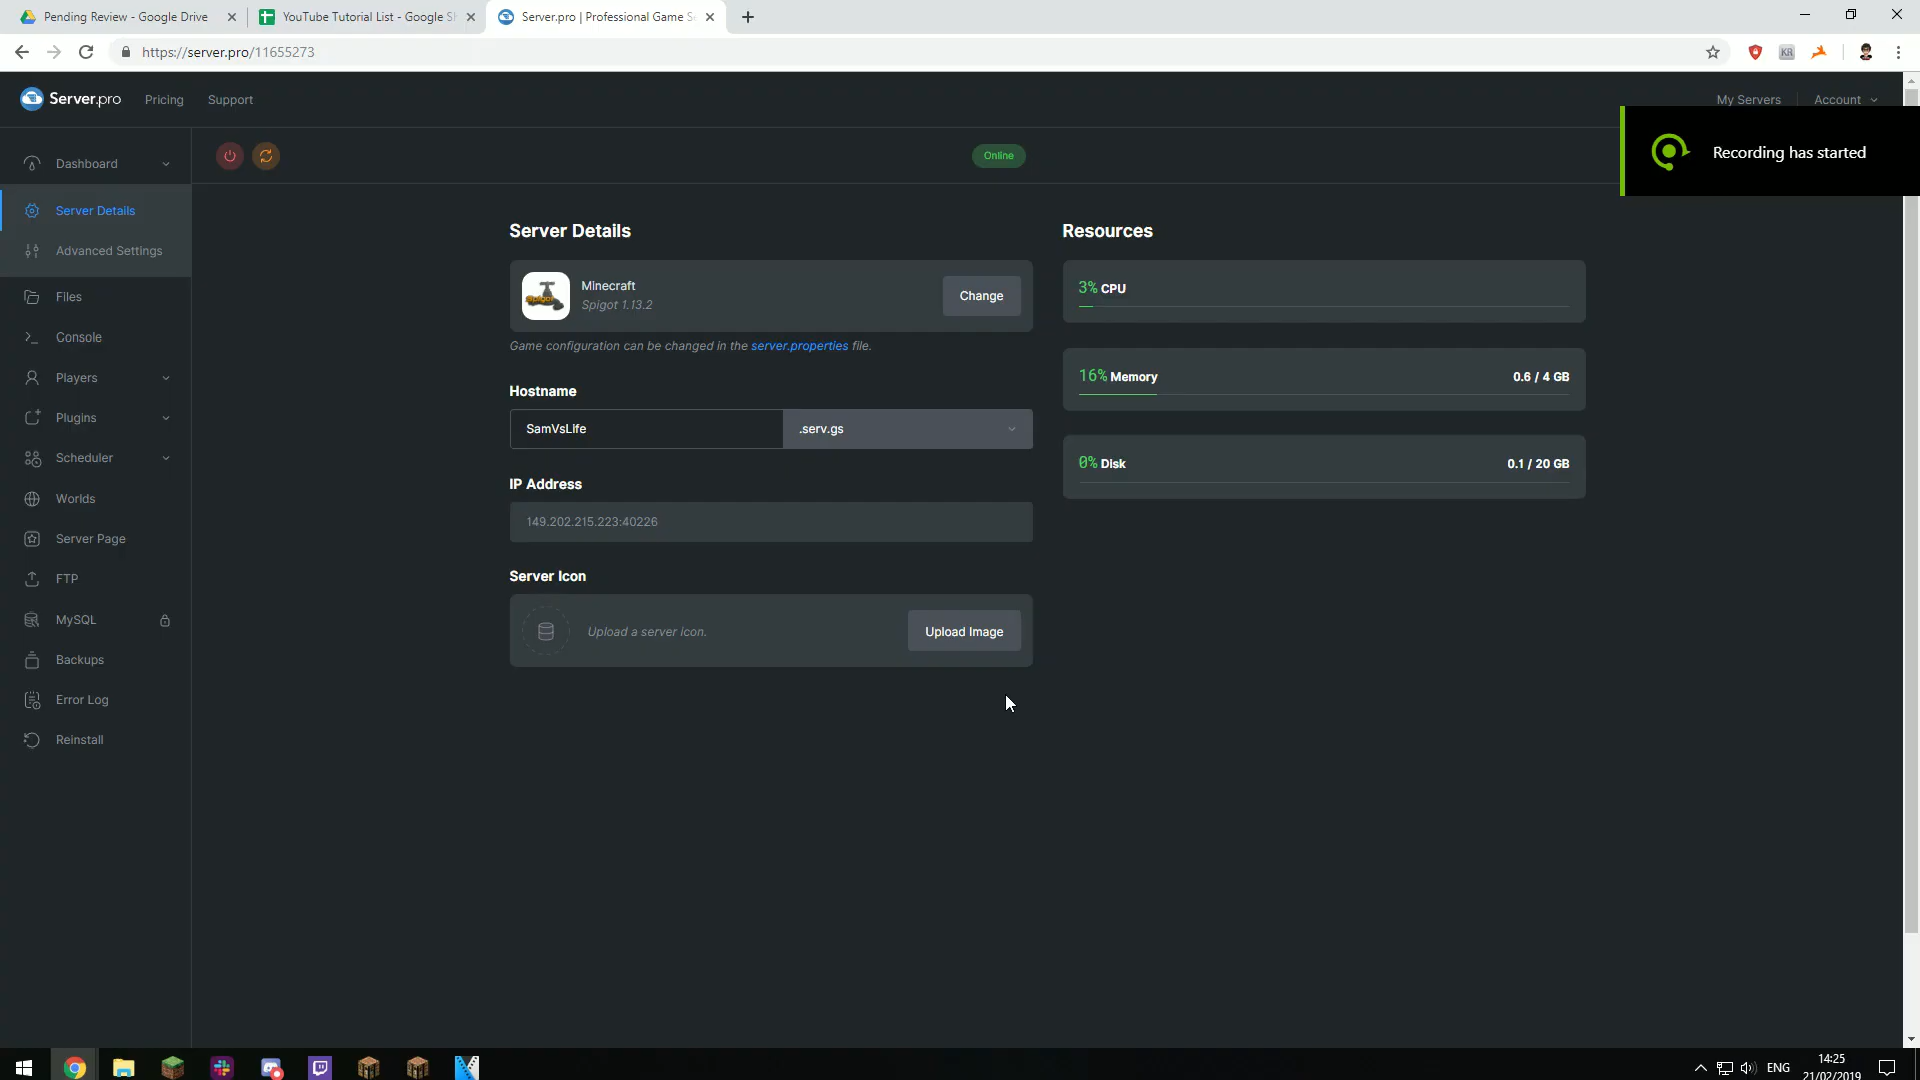 Pending Review - Google Drive
YouTube Tutorial List - Google Sh
Server.pro | Professional Game Se
https://server.pro/11655273
KR
Server.pro
Pricing
Support
My Servers
Account
Recording has started
Dashboard
Online
Server Details
Advanced Settings
Files
Console
Players
Plugins
Scheduler
Worlds
Server Page
FTP
MySQL
Backups
Error Log
Reinstall
Server Details
Spigot
Minecraft
Spigot 1.13.2
Change
Game configuration can be changed in the server.properties file.
Hostname
SamVsLife
.serv.gs
IP Address
149.202.215.223:40226
Server Icon
Upload a server icon.
Upload Image
Resources
3% CPU
16% Memory
0.6 / 4 GB
0% Disk
0.1 / 20 GB
ENG
14:25
21/02/2019